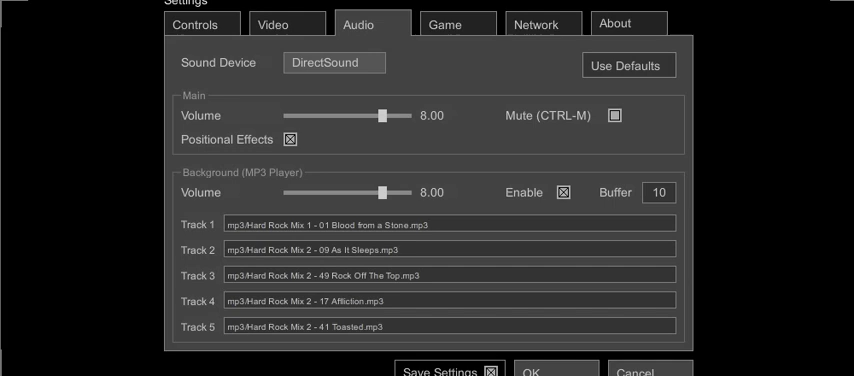 Settings
Controls Video Audio Game Network About
Sound Device DirectSound Use Defaults
Main
Volume 8.00 Mute (CTRL-M)
Positional Effects
Background (MP3 Player)
Volume 8.00 Enable Buffer 10
Track 1 mp3/Hard Rock Mix 1 - 01 Blood from a Stone.mp3
Track 2 mp3/Hard Rock Mix 2 - 09 As It Sleeps.mp3
Track 3 mp3/Hard Rock Mix 2 - 49 Rock Off The Top.mp3
Track 4 mp3/Hard Rock Mix 2 - 17 Affliction.mp3
Track 5 mp3/Hard Rock Mix 2 - 41 Toasted.mp3
Save Settings OK Cancel